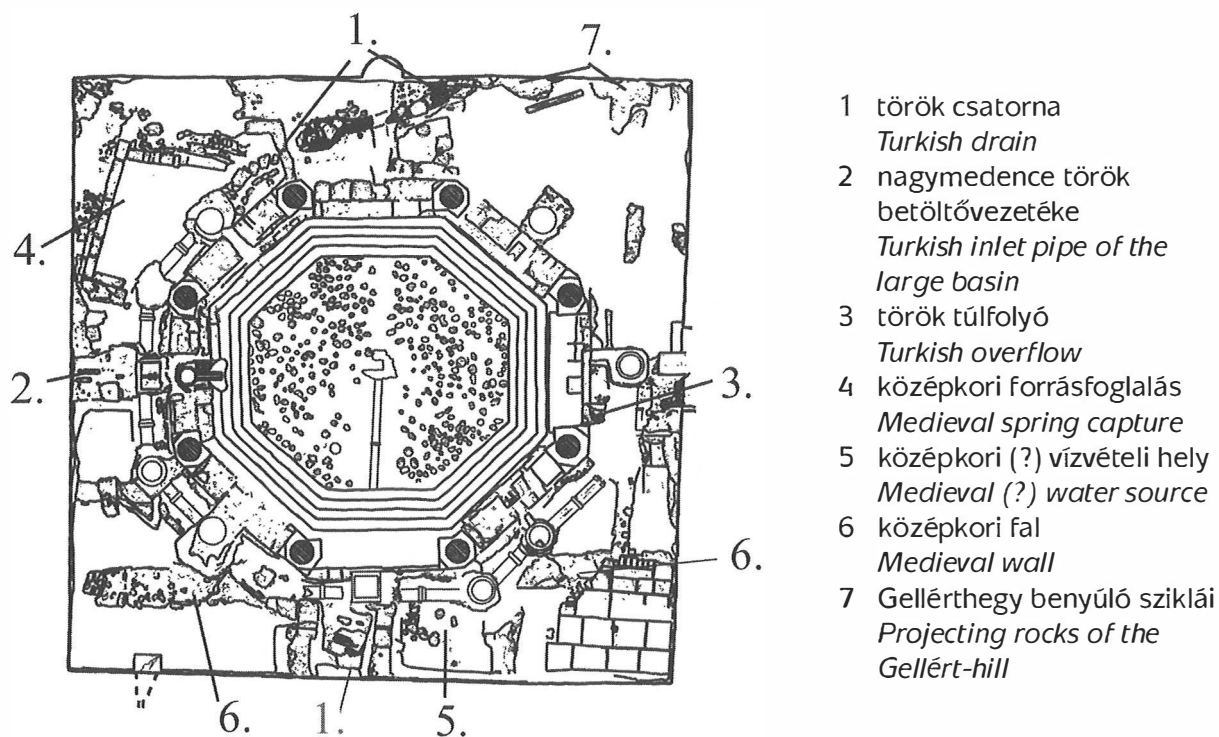 1.
7.
4.
2.
3.
6.
6.
1.
5.
1 török csatorna
Turkish drain
2 nagymedence török
betöltővezetéke
Turkish inlet pipe of the
large basin
3 török túlfolyó
Turkish overflow
4 középkori forrásfoglalás
Medieval spring capture
5 középkori (?) vízvételi hely
Medieval (?) water source
6 középkori fal
Medieval wall
7 Gellérthegy benyúló sziklái
Projecting rocks of the
Gellért-hill